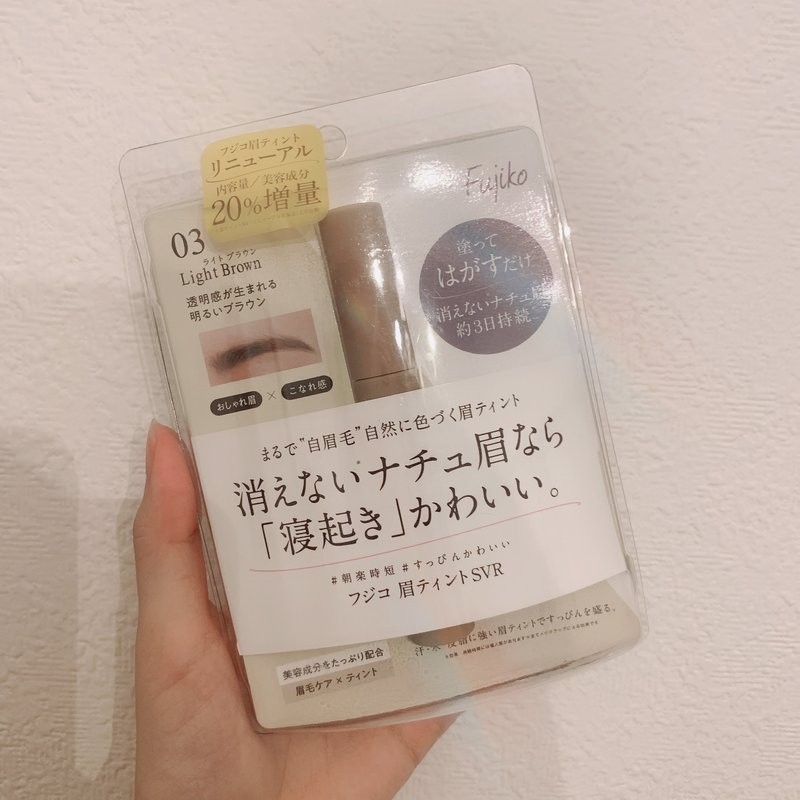 フジコ眉ティント
リニューアル
内容量／美容成分
20%増量
Fujiko
03
ライトブラウン
Light Brown
透明感が生まれる
明るいブラウン
おしゃれ眉 × こなれ感
塗って
はがすだけ
消えないナチュ眉
約3日持続
まるで"自眉毛"自然に色づく眉ティント
消えないナチュ眉なら
「寝起き」かわいい。
#朝楽時短 #すっぴんかわいい
フジコ 眉ティントSVR
汗・水・皮脂に強い眉ティントですっぴんを盛る。
美容成分をたっぷり配合
眉毛ケア×ティント